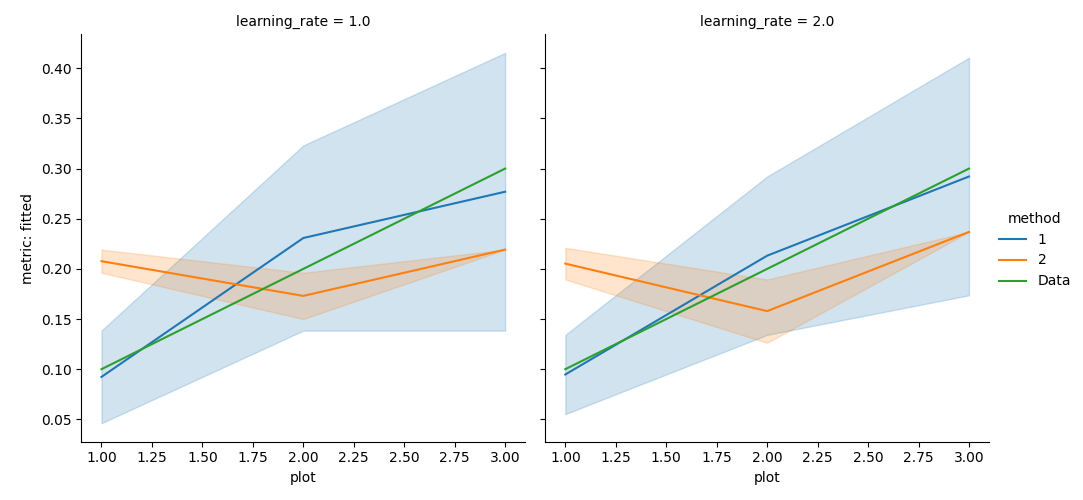 learning_rate = 1.0
learning_rate = 2.0
metric: fitted
0.40
0.35
0.30
0.25
0.20
0.15
0.10
0.05
1.00 1.25 1.50 1.75 2.00 2.25 2.50 2.75 3.00
plot
1.00 1.25 1.50 1.75 2.00 2.25 2.50 2.75 3.00
plot
method
1
2
Data